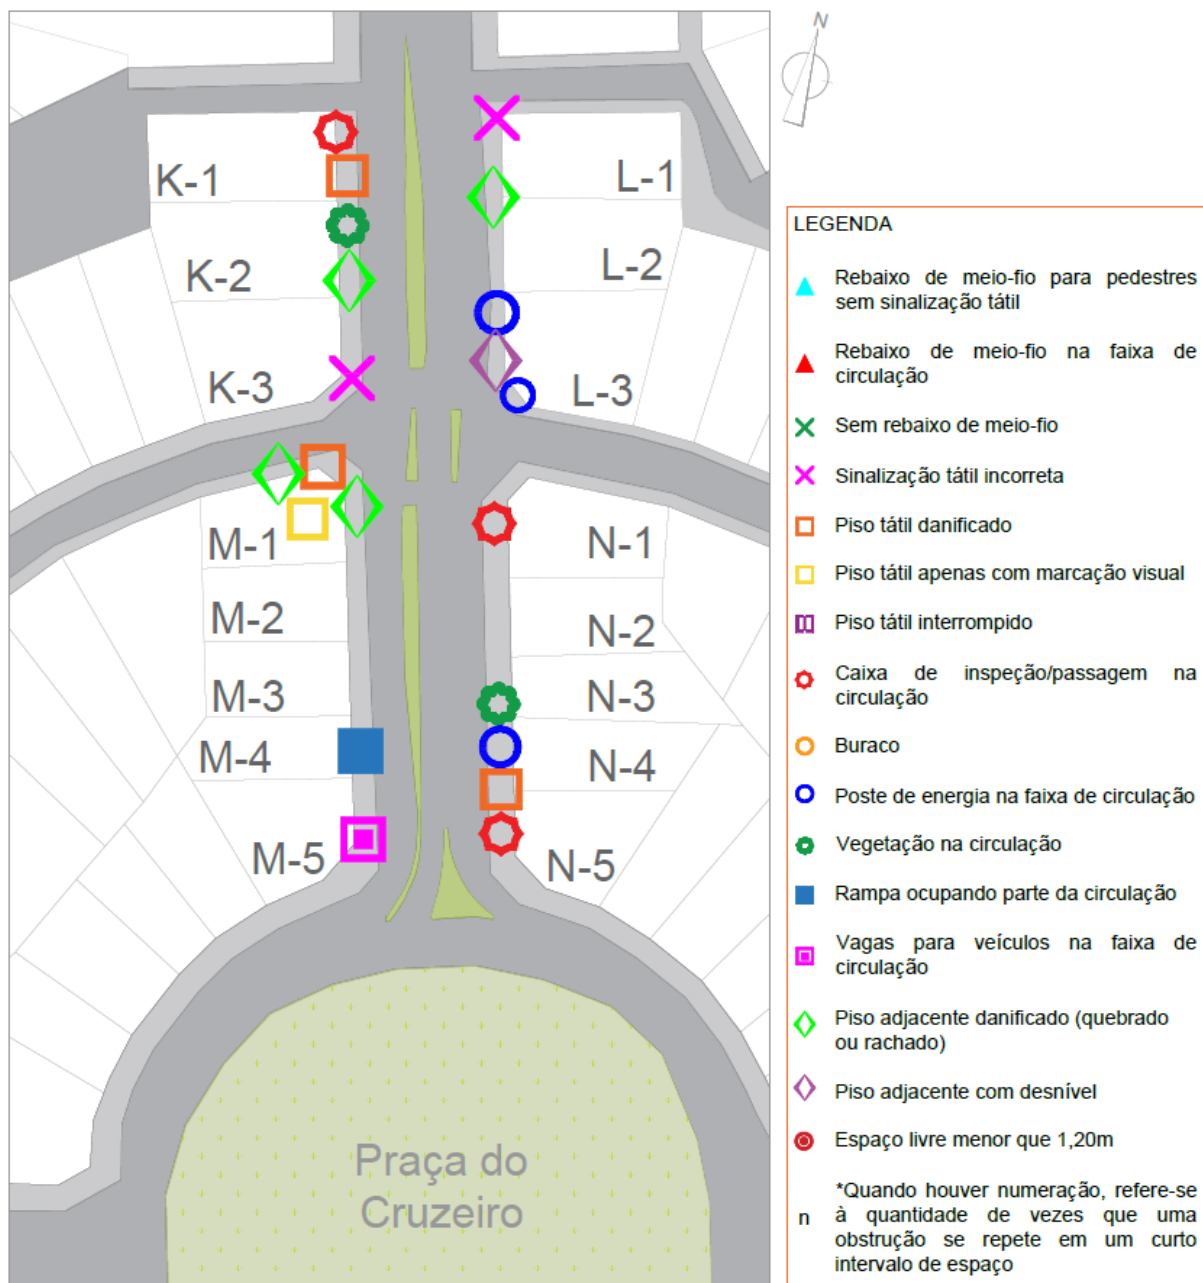 N
K-1
L-1
K-2
L-2
K-3
L-3
M-1
N-1
M-2
N-2
M-3
N-3
M-4
N-4
M-5
N-5
Praça do
Cruzeiro
LEGENDA
Rebaixo de meio-fio para pedestres
sem sinalização tátil
Rebaixo de meio-fio na faixa de
circulação
Sem rebaixo de meio-fio
Sinalização tátil incorreta
Piso tátil danificado
Piso tátil apenas com marcação visual
Piso tátil interrompido
Caixa de inspeção/passagem na
circulação
Buraco
Poste de energia na faixa de circulação
Vegetação na circulação
Rampa ocupando parte da circulação
Vagas para veículos na faixa de
circulação
Piso adjacente danificado (quebrado
ou rachado)
Piso adjacente com desnível
Espaço livre menor que 1,20m
n *Quando houver numeração, refere-se
à quantidade de vezes que uma
obstrução se repete em um curto
intervalo de espaço